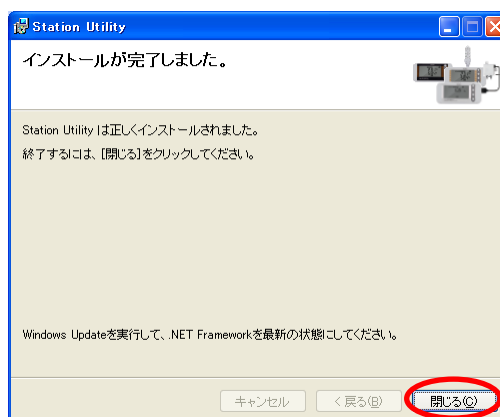 Station Utility
インストールが完了しました。
Station Utility は正しくインストールされました。
終了するには、[閉じる]をクリックしてください。
Windows Updateを実行して、.NET Frameworkを最新の状態にしてください。
キャンセル
< 戻る(B)
閉じる(C)